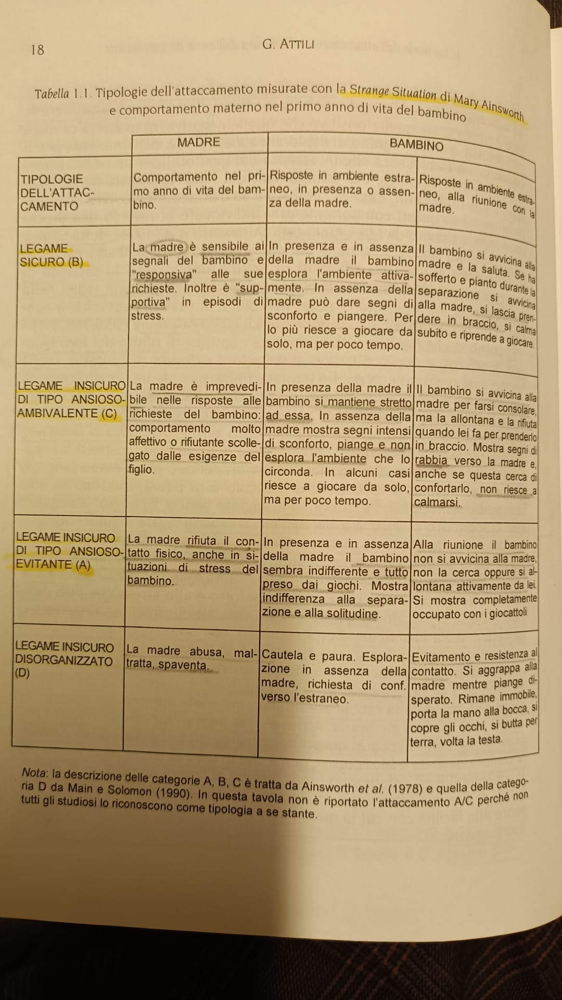 18
G. ATTILI
Tabella 1.1. Tipologie dell'attaccamento misurate con la Strange Situation di Mary Ainsworth
e comportamento materno nel primo anno di vita del bambino
MADRE
BAMBINO
TIPOLOGIE
DELL'ATTAC-
CAMENTO
Comportamento nel pri-
mo anno di vita del bam-
bino.
Risposte in ambiente estra-
neo, in presenza o assen-
za della madre.
Risposte in ambiente estra-
neo, alla riunione con la
madre.
LEGAME
SICURO (B)
La madre è sensibile ai
segnali del bambino e
"responsiva" alle sue
richieste. Inoltre è "sup-
portiva" in episodi di
stress.
In presenza e in assenza
della madre il bambino
esplora l'ambiente attiva-
mente. In assenza della
madre può dare segni di
sconforto e piangere. Per
lo più riesce a giocare da
solo, ma per poco tempo.
Il bambino si avvicina alla
madre e la saluta. Se ha
sofferto e pianto durante la
separazione si avvicina
alla madre, si lascia pren-
dere in braccio, si calma
subito e riprende a giocare.
LEGAME INSICURO
DI TIPO ANSIOSO-
AMBIVALENTE (C)
La madre è imprevedi-
bile nelle risposte alle
richieste del bambino:
comportamento molto
affettivo o rifiutante scolle-
gato dalle esigenze del
figlio.
In presenza della madre il
bambino si mantiene stretto
ad essa. In assenza della
madre mostra segni intensi
di sconforto, piange e non
esplora l'ambiente che lo
circonda. In alcuni casi
riesce a giocare da solo,
ma per poco tempo.
Il bambino si avvicina alla
madre per farsi consolare,
ma la allontana e la rifiuta
quando lei fa per prenderlo
in braccio. Mostra segni di
rabbia verso la madre e,
anche se questa cerca di
confortarlo, non riesce a
calmarsi.
LEGAME INSICURO
DI TIPO ANSIOSO-
EVITANTE (A)
La madre rifiuta il con-
tatto fisico, anche in si-
tuazioni di stress del
bambino.
In presenza e in assenza
della madre il bambino
sembra indifferente e tutto
preso dai giochi. Mostra
indifferenza alla separa-
zione e alla solitudine.
Alla riunione il bambino
non si avvicina alla madre,
non la cerca oppure si al-
lontana attivamente da lei.
Si mostra completamente
occupato con i giocattoli
LEGAME INSICURO
DISORGANIZZATO
(D)
La madre abusa, mal-
tratta, spaventa.
Cautela e paura. Esplora-
zione in assenza della
madre, richiesta di conf.
verso l'estraneo.
Evitamento e resistenza al
contatto. Si aggrappa alla
madre mentre piange di-
sperato. Rimane immobile,
porta la mano alla bocca, si
copre gli occhi, si butta per
terra, volta la testa.
Nota: la descrizione delle categorie A, B, C è tratta da Ainsworth et al. (1978) e quella della catego-
ria D da Main e Solomon (1990). In questa tavola non è riportato l'attaccamento A/C perché non
tutti gli studiosi lo riconoscono come tipologia a se stante.